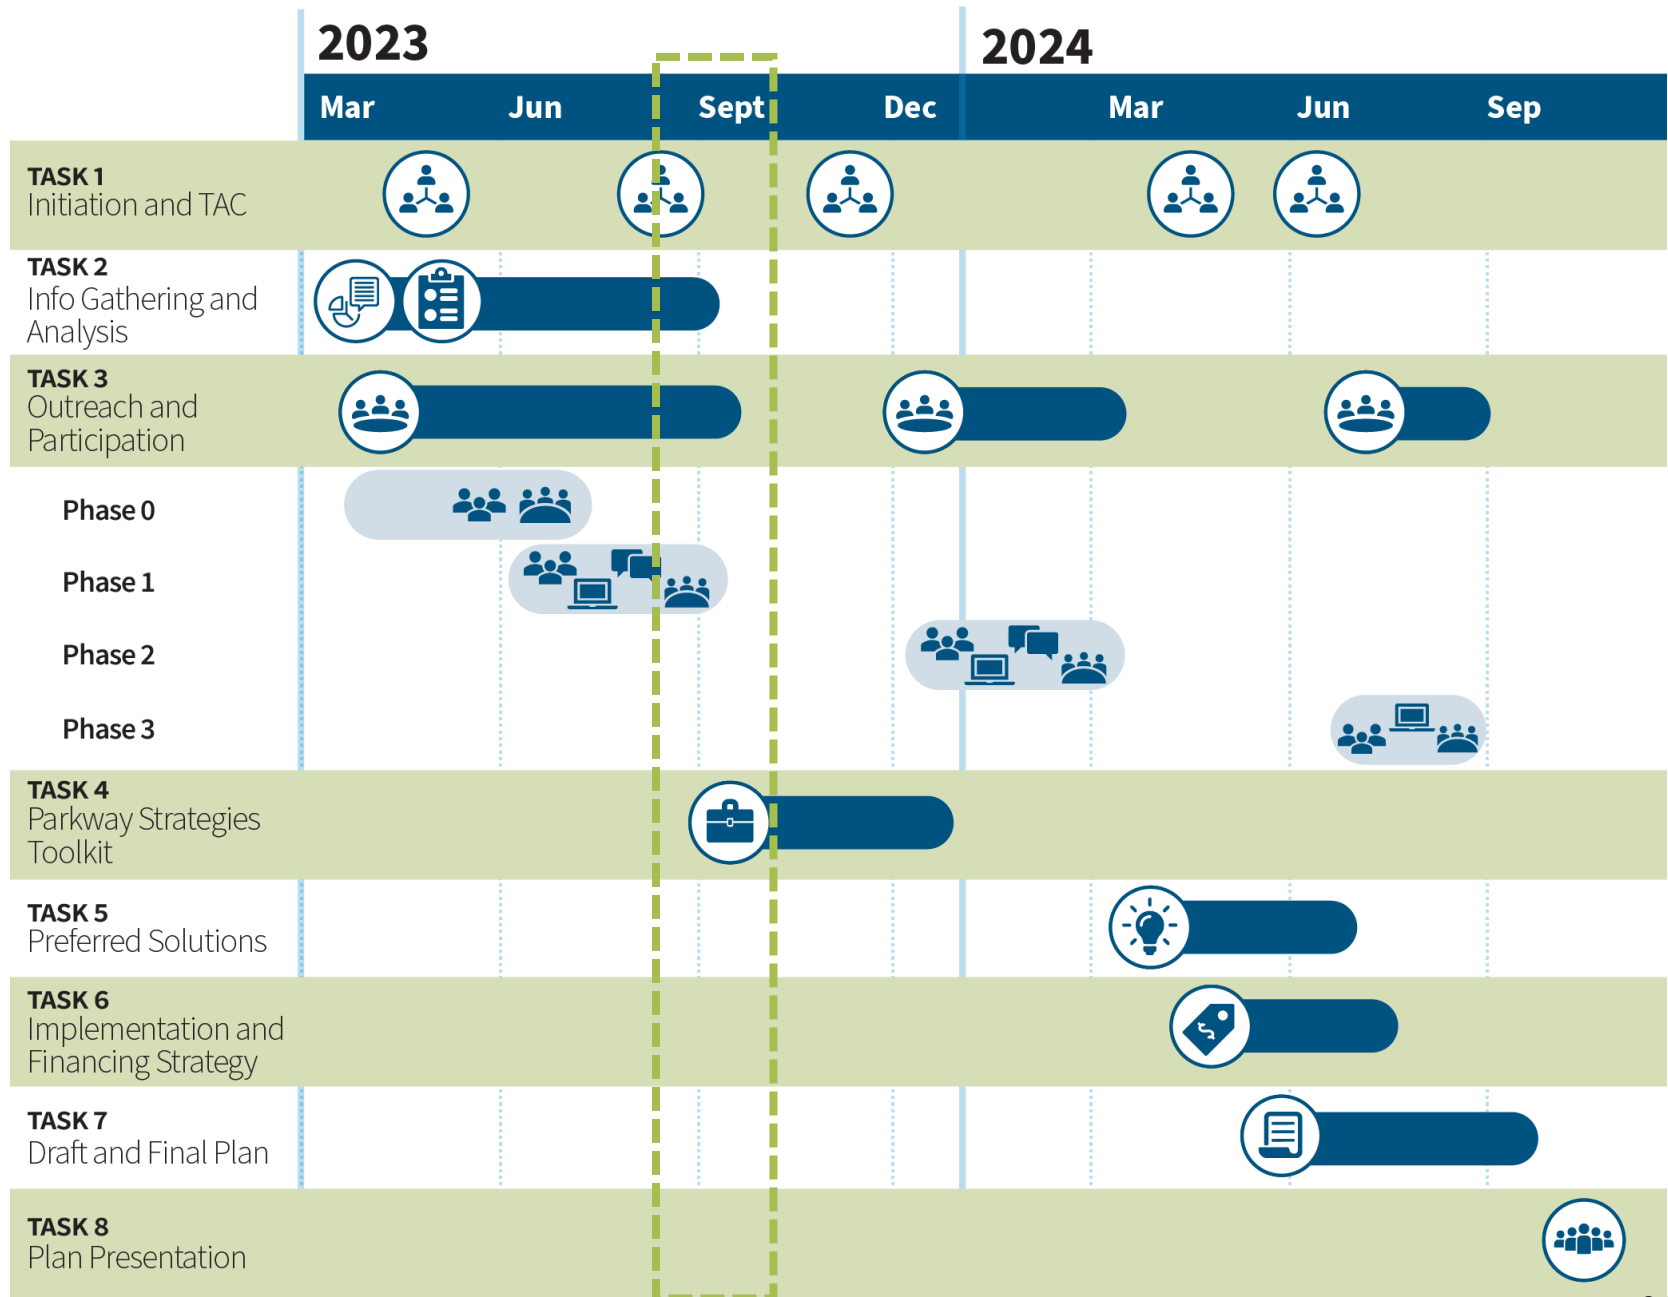 2023
2024
Mar
Jun
Sept
Dec
Mar
Jun
Sep
TASK 1
Initiation and TAC
TASK 2
Info Gathering and
Analysis
TASK 3
Outreach and
Participation
Phase 0
Phase 1
Phase 2
Phase 3
TASK 4
Parkway Strategies
Toolkit
TASK 5
Preferred Solutions
TASK 6
Implementation and
Financing Strategy
TASK 7
Draft and Final Plan
TASK 8
Plan Presentation